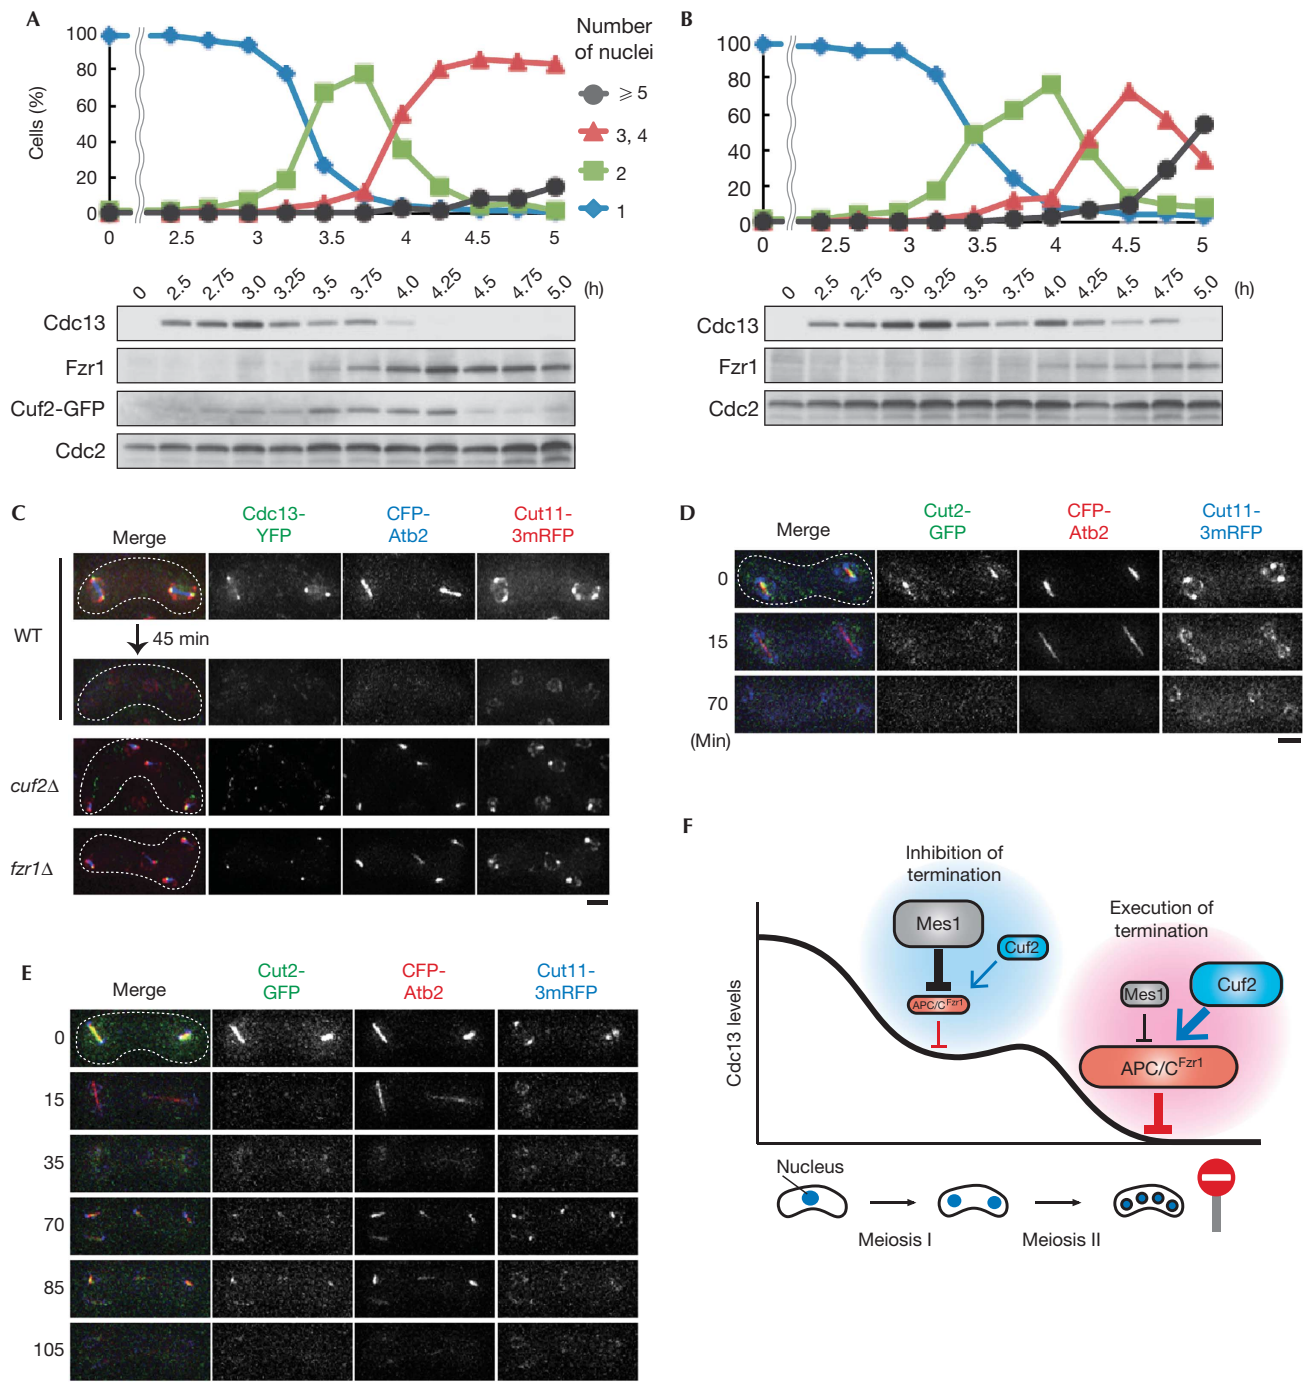 A
100
80
60
40
20
0
Cells (%)
0
2.5
3
3.5
4
4.5
5
Number
of nuclei
⩾ 5
3, 4
2
1
0
2.5
2.75
3.0
3.25
3.5
3.75
4.0
4.25
4.5
4.75
5.0
(h)
Cdc13
Fzr1
Cuf2-GFP
Cdc2
B
100
80
60
40
20
0
0
2.5
3
3.5
4
4.5
5
0
2.5
2.75
3.0
3.25
3.5
3.75
4.0
4.25
4.5
4.75
5.0
(h)
Cdc13
Fzr1
Cdc2
C
Merge
Cdc13-
YFP
CFP-
Atb2
Cut11-
3mRFP
WT
45 min
cuf2Δ
fzr1Δ
D
Merge
Cut2-
GFP
CFP-
Atb2
Cut11-
3mRFP
0
15
70
(Min)
E
Merge
Cut2-
GFP
CFP-
Atb2
Cut11-
3mRFP
0
15
35
70
85
105
F
Inhibition of
termination
Mes1
Cuf2
APC/C^Fzr1
Execution of
termination
Mes1
Cuf2
APC/C^Fzr1
Cdc13 levels
Nucleus
Meiosis I
Meiosis II